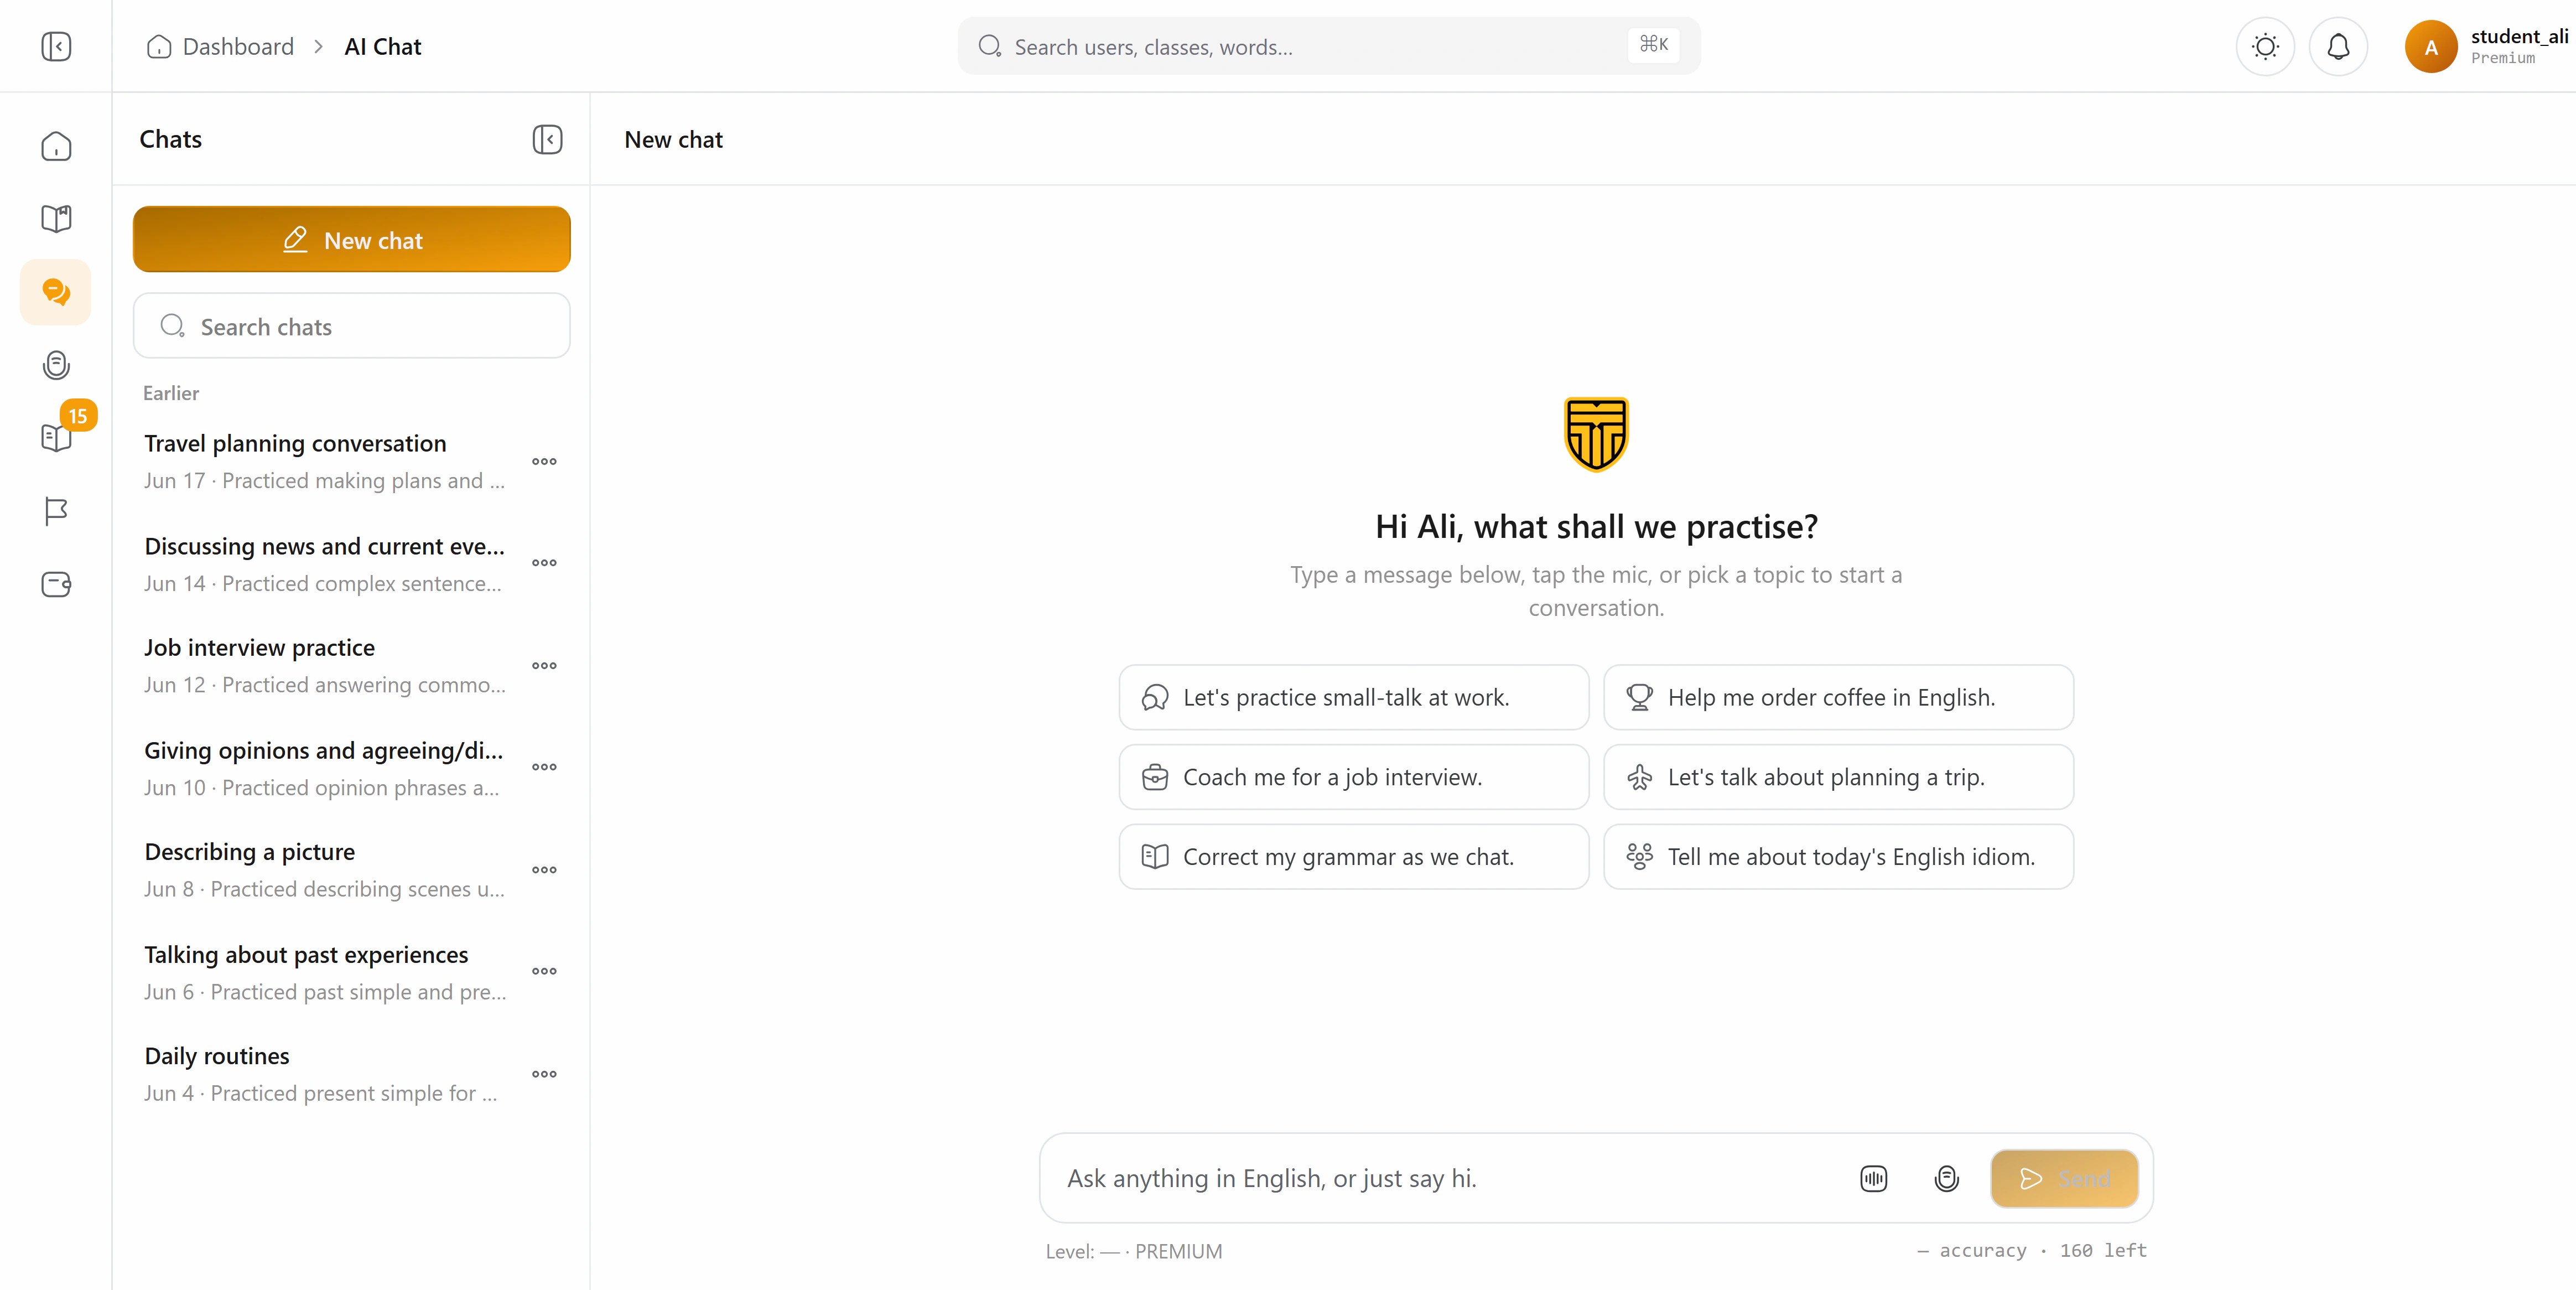 Dashboard > AI Chat
Search users, classes, words...
⌘K
A
student_ali
Premium
Chats
New chat
New chat
Search chats
15
Earlier
Travel planning conversation
Jun 17 · Practiced making plans and ...
Discussing news and current eve...
Jun 14 · Practiced complex sentence...
Job interview practice
Jun 12 · Practiced answering commo...
Giving opinions and agreeing/di...
Jun 10 · Practiced opinion phrases a...
Describing a picture
Jun 8 · Practiced describing scenes u...
Talking about past experiences
Jun 6 · Practiced past simple and pre...
Daily routines
Jun 4 · Practiced present simple for ...
Hi Ali, what shall we practise?
Type a message below, tap the mic, or pick a topic to start a
conversation.
Let's practice small-talk at work.
Help me order coffee in English.
Coach me for a job interview.
Let's talk about planning a trip.
Correct my grammar as we chat.
Tell me about today's English idiom.
Ask anything in English, or just say hi.
Send
Level: — · PREMIUM
— accuracy · 160 left